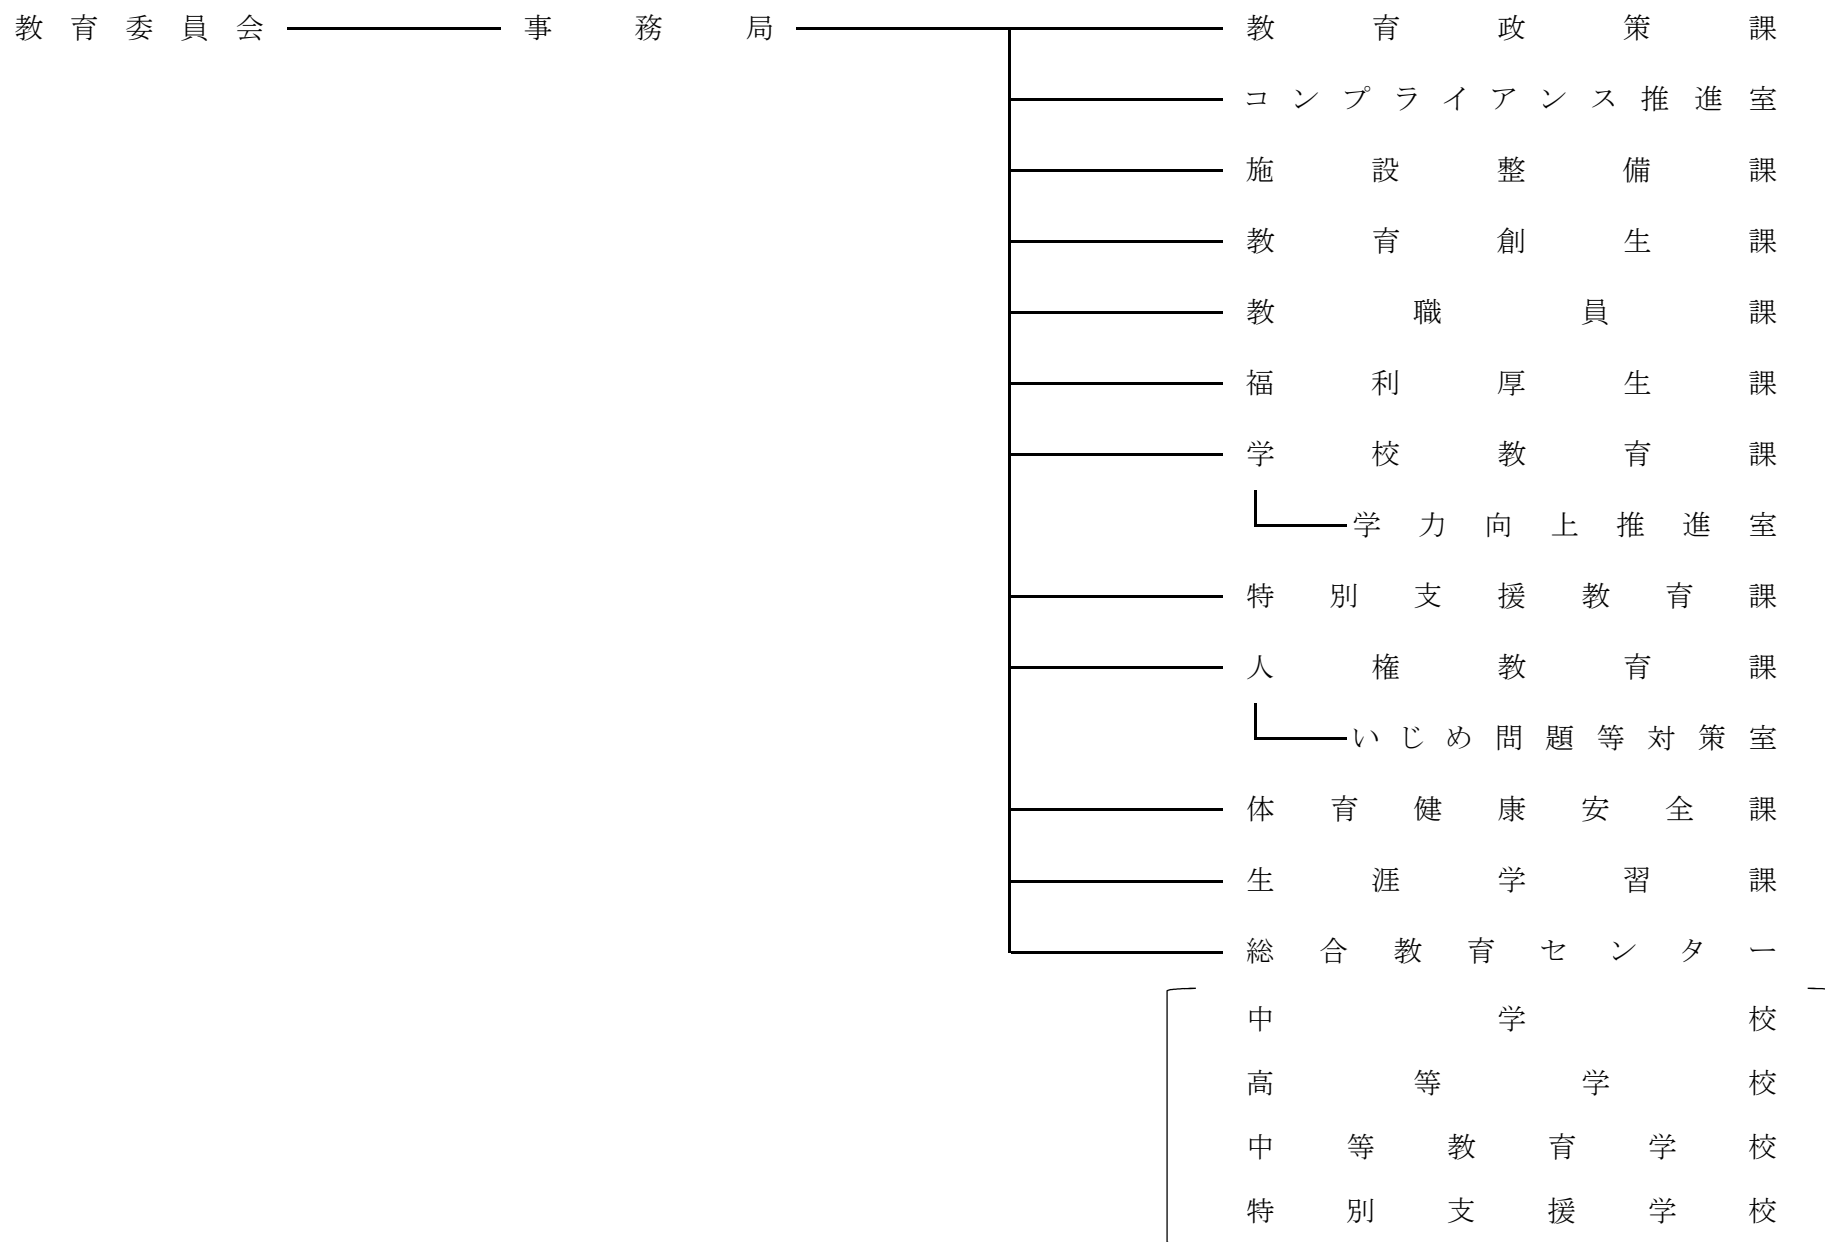 教育委員会 事務局 教育政策課
コンプライアンス推進室
施設整備課
教育創生課
教職員課
福利厚生課
学校教育課
学力向上推進室
特別支援教育課
人権教育課
いじめ問題等対策室
体育健康安全課
生涯学習課
総合教育センター
中学校
高等学校
中等教育学校
特別支援学校